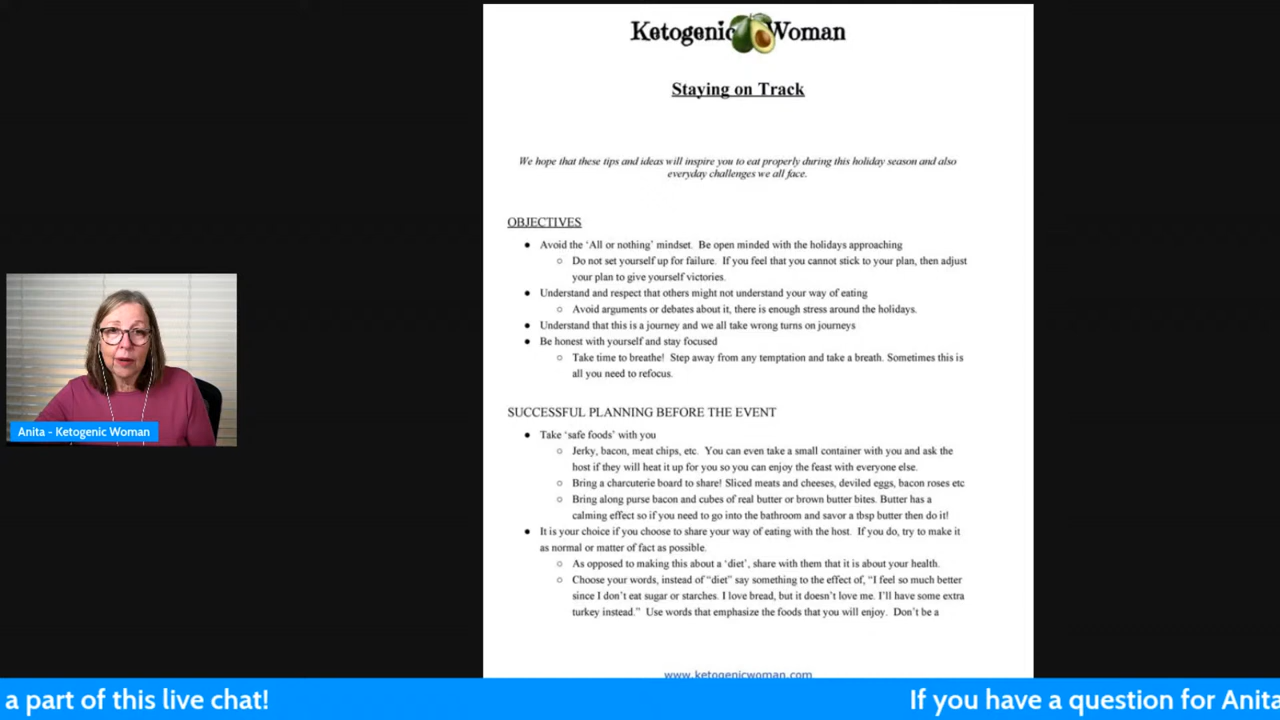 Ketogenic Woman
Staying on Track
We hope that these tips and ideas will inspire you to eat properly during this holiday season and also
everyday challenges we all face.
OBJECTIVES
● Avoid the ‘All or nothing’ mindset.  Be open minded with the holidays approaching
○ Do not set yourself up for failure.  If you feel that you cannot stick to your plan, then adjust
your plan to give yourself victories.
● Understand and respect that others might not understand your way of eating
○ Avoid arguments or debates about it, there is enough stress around the holidays.
● Understand that this is a journey and we all take wrong turns on journeys
● Be honest with yourself and stay focused
○ Take time to breathe!  Step away from any temptation and take a breath. Sometimes this is
all you need to refocus.
SUCCESSFUL PLANNING BEFORE THE EVENT
● Take ‘safe foods’ with you
○ Jerky, bacon, meat chips, etc.  You can even take a small container with you and ask the
host if they will heat it up for you so you can enjoy the feast with everyone else.
○ Bring a charcuterie board to share! Sliced meats and cheeses, deviled eggs, bacon roses etc
○ Bring along purse bacon and cubes of real butter or brown butter bites. Butter has a
calming effect so if you need to go into the bathroom and savor a tbsp butter then do it!
● It is your choice if you choose to share your way of eating with the host.  If you do, try to make it
as normal or matter of fact as possible.
○ As opposed to making this about a ‘diet’, share with them that it is about your health.
○ Choose your words, instead of “diet” say something to the effect of, “I feel so much better
since I don’t eat sugar or starches. I love bread, but it doesn’t love me. I’ll have some extra
turkey instead.”  Use words that emphasize the foods that you will enjoy.  Don’t be a
www.ketogenicwoman.com
Anita - Ketogenic Woman
a part of this live chat!
If you have a question for Anita